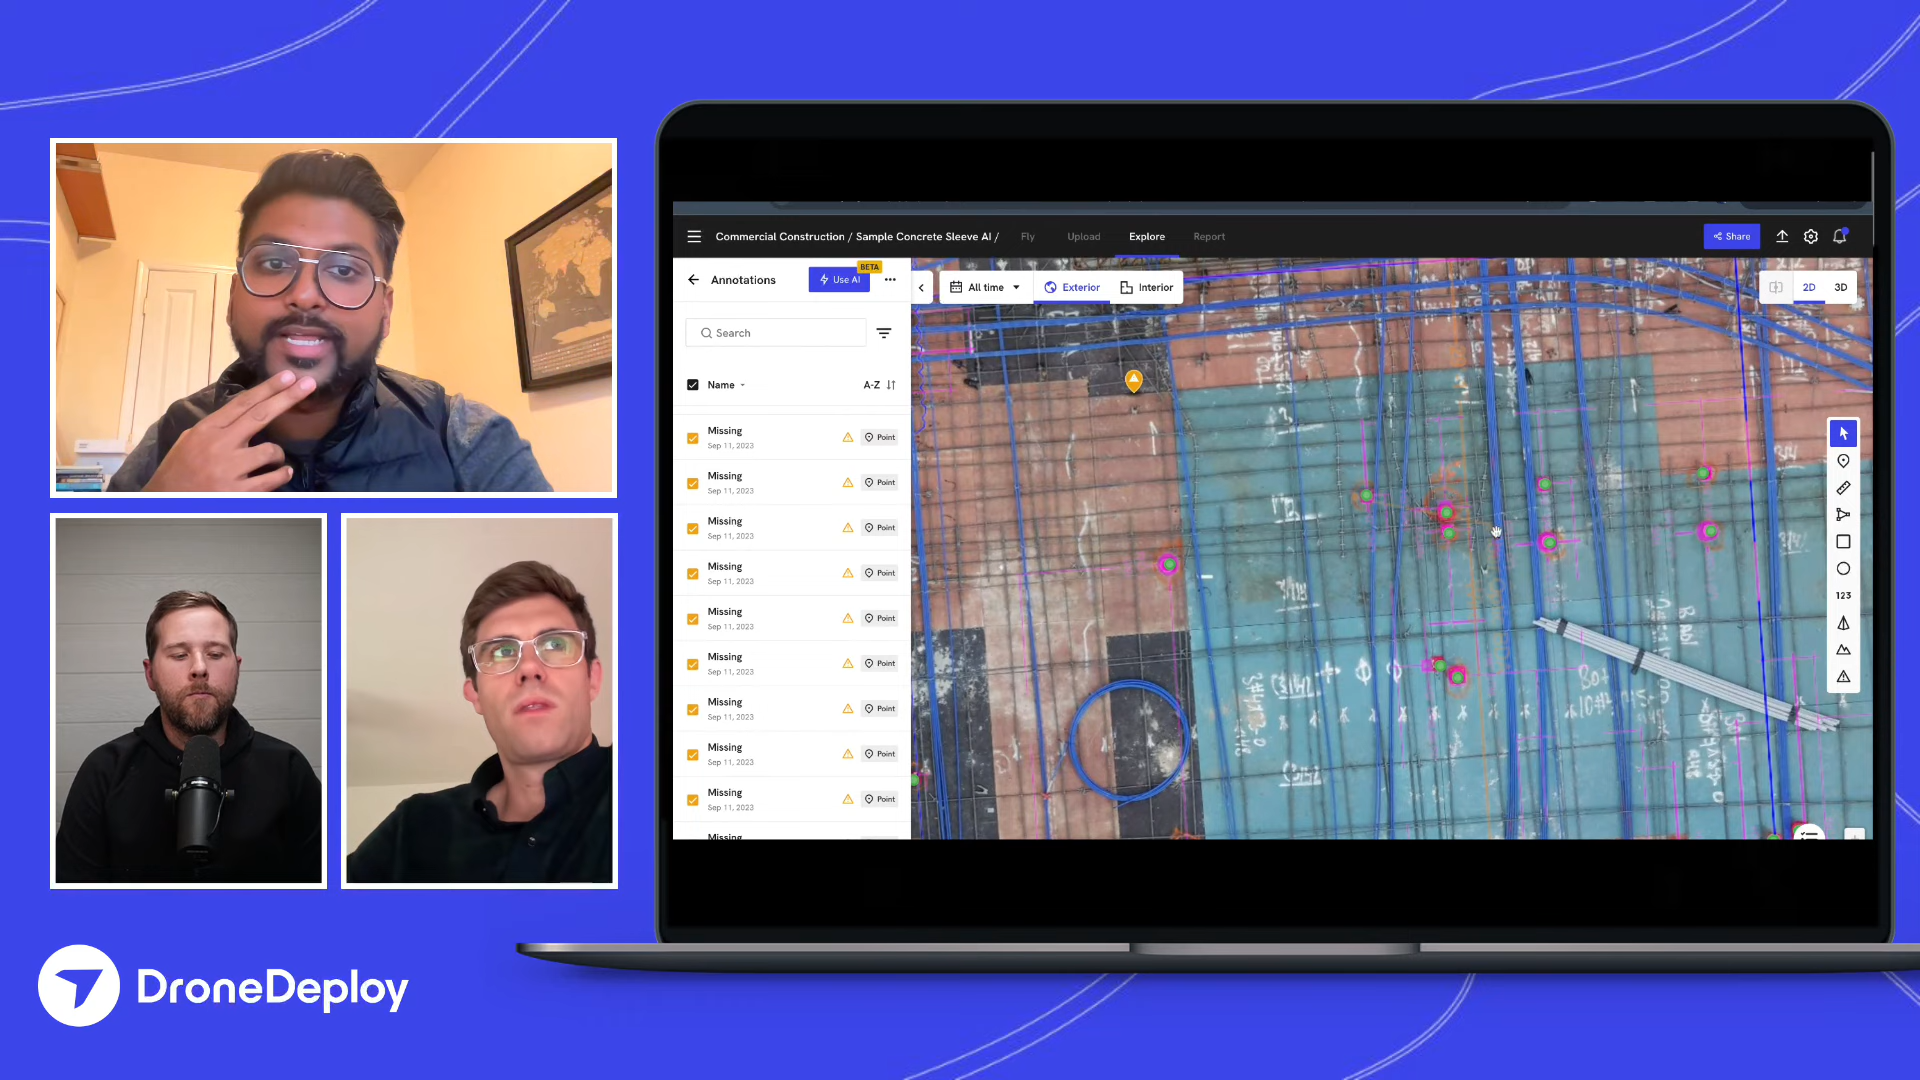 Commercial Construction / Sample Concrete Sleeve AI /
Fly
Upload
Explore
Report
Share
Annotations
Use AI
BETA
All time
Exterior
Interior
2D
3D
Search
Name
A-Z
Missing
Sep 11, 2023
Point
Missing
Sep 11, 2023
Point
Missing
Sep 11, 2023
Point
Missing
Sep 11, 2023
Point
Missing
Sep 11, 2023
Point
Missing
Sep 11, 2023
Point
Missing
Sep 11, 2023
Point
Missing
Sep 11, 2023
Point
Missing
Sep 11, 2023
Point
Missing
123
DroneDeploy